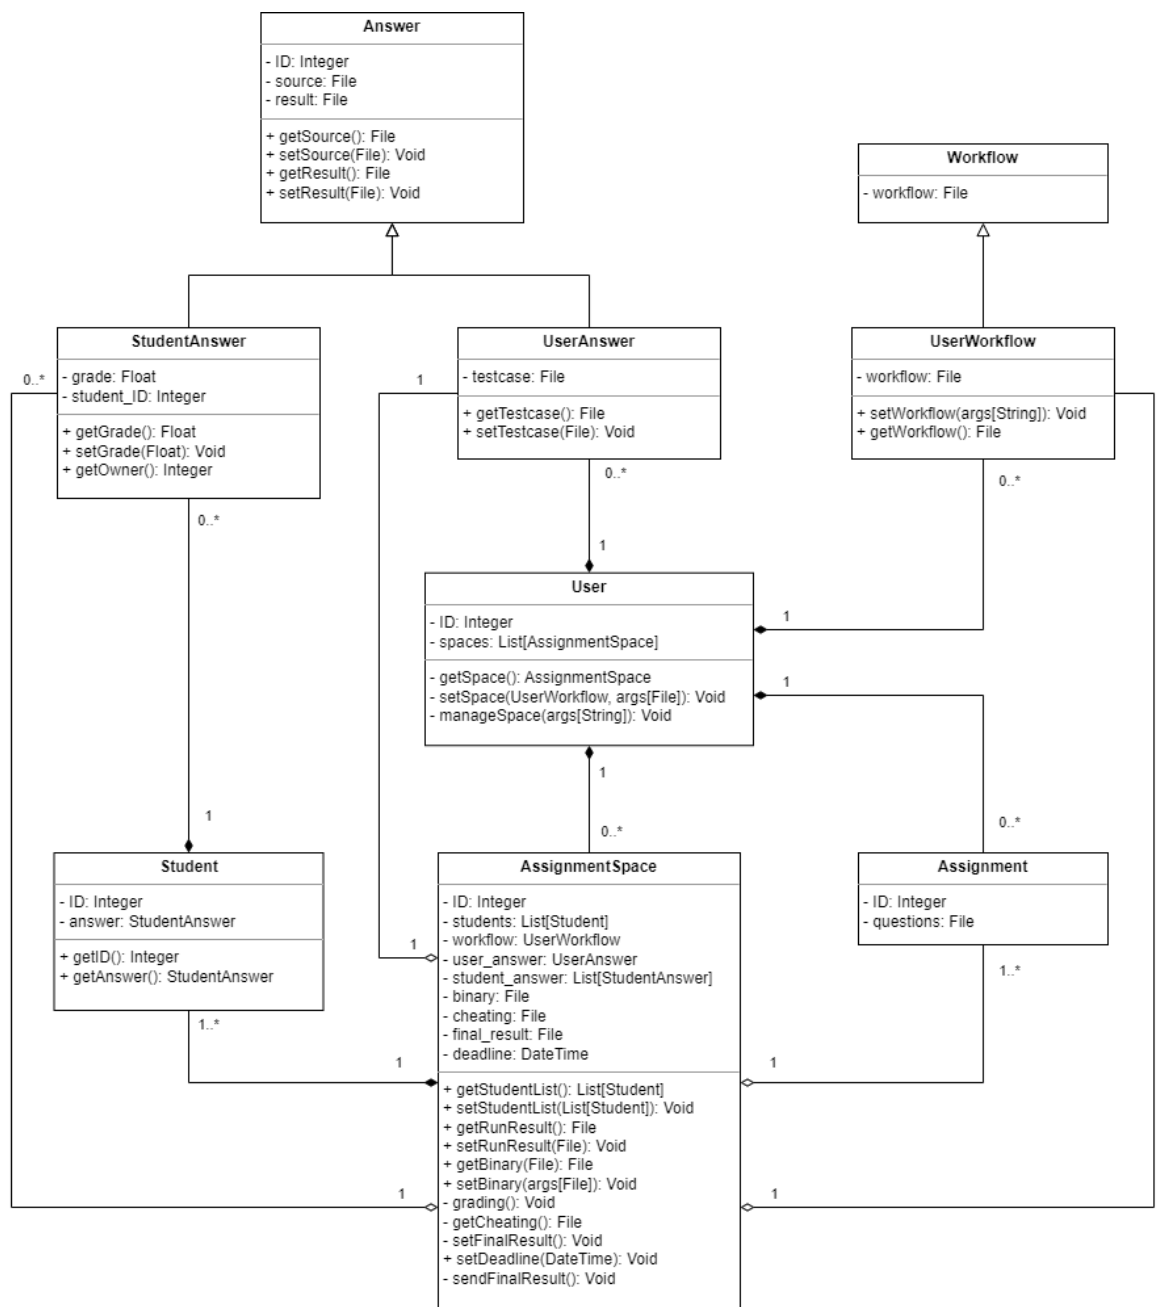 Answer
- ID: Integer
- source: File
- result: File
+ getSource(): File
+ setSource(File): Void
+ getResult(): File
+ setResult(File): Void
Workflow
- workflow: File
StudentAnswer
- grade: Float
- student_ID: Integer
+ getGrade(): Float
+ setGrade(Float): Void
+ getOwner(): Integer
0..*
0..*
UserAnswer
- testcase: File
+ getTestcase(): File
+ setTestcase(File): Void
1
0..*
UserWorkflow
- workflow: File
+ setWorkflow(args[String]): Void
+ getWorkflow(): File
0..*
1
User
- ID: Integer
- spaces: List[AssignmentSpace]
- getSpace(): AssignmentSpace
- setSpace(UserWorkflow, args[File]): Void
- manageSpace(args[String]): Void
1
1
1
0..*
0..*
1
Student
- ID: Integer
- answer: StudentAnswer
+ getID(): Integer
+ getAnswer(): StudentAnswer
1..*
1
AssignmentSpace
- ID: Integer
- students: List[Student]
- workflow: UserWorkflow
- user_answer: UserAnswer
- student_answer: List[StudentAnswer]
- binary: File
- cheating: File
- final_result: File
- deadline: DateTime
+ getStudentList(): List[Student]
+ setStudentList(List[Student]): Void
+ getRunResult(): File
+ setRunResult(File): Void
+ getBinary(File): File
+ setBinary(args[File]): Void
- grading(): Void
- getCheating(): File
- setFinalResult(): Void
+ setDeadline(DateTime): Void
- sendFinalResult(): Void
1
1
Assignment
- ID: Integer
- questions: File
1..*
1
1